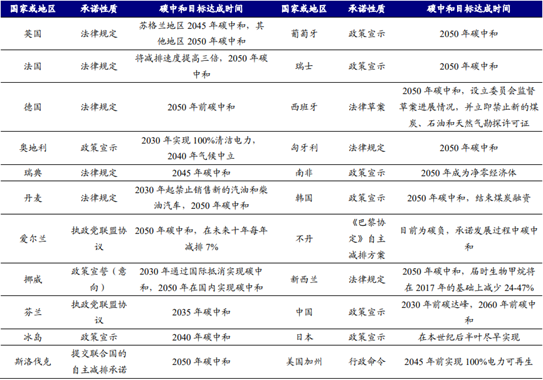 国家或地区 承诺性质 碳中和目标达成时间 国家或地区 承诺性质 碳中和目标达成时间
英国 法律规定 苏格兰地区 2045 年碳中和，其
他地区 2050 年碳中和 葡萄牙 政策宣示 2050 年碳中和
法国 法律规定 将减排速度提高三倍，2050 年碳
中和 瑞士 政策宣示 2050 年碳中和
德国 法律规定 2050 年前碳中和 西班牙 法律草案 2050 年碳中和，设立委员会监督
草案进展情况，并立即禁止新的煤
炭、石油和天然气勘探许可证
奥地利 政策宣示 2030 年实现 100%清洁电力，
2040 年气候中立 匈牙利 法律规定 2050 年碳中和
瑞典 法律规定 2045 年碳中和 南非 政策宣示 2050 年成为净零经济体
丹麦 法律规定 2030 年起禁止销售新的汽油和柴
油汽车，2050 年碳中和 韩国 政策宣示 2050 年碳中和，结束煤炭融资
爱尔兰 执政党联盟协
议 2050 年碳中和，在未来十年每年
减排 7% 不丹 《巴黎协
定》自主
减排方案 目前为碳负，承诺发展过程中碳中
和
挪威 政策宣誓（意
向） 2030 年通过国际抵消实现碳中
和，2050 年在国内实现碳中和 新西兰 法律规定 2050 年碳中和，届时生物甲烷将
在 2017 年的基础上减少 24-47%
芬兰 执政党联盟协
议 2035 年碳中和 中国 政策宣示 2030 年前碳达峰，2060 年前碳中
和
冰岛 政策宣示 2040 年碳中和 日本 政策宣示 在本世纪后半叶尽早实现
斯洛伐克 提交联合国的
自主减排承诺 2050 年碳中和 美国加州 行政命令 2045 年前实现 100%电力可再生